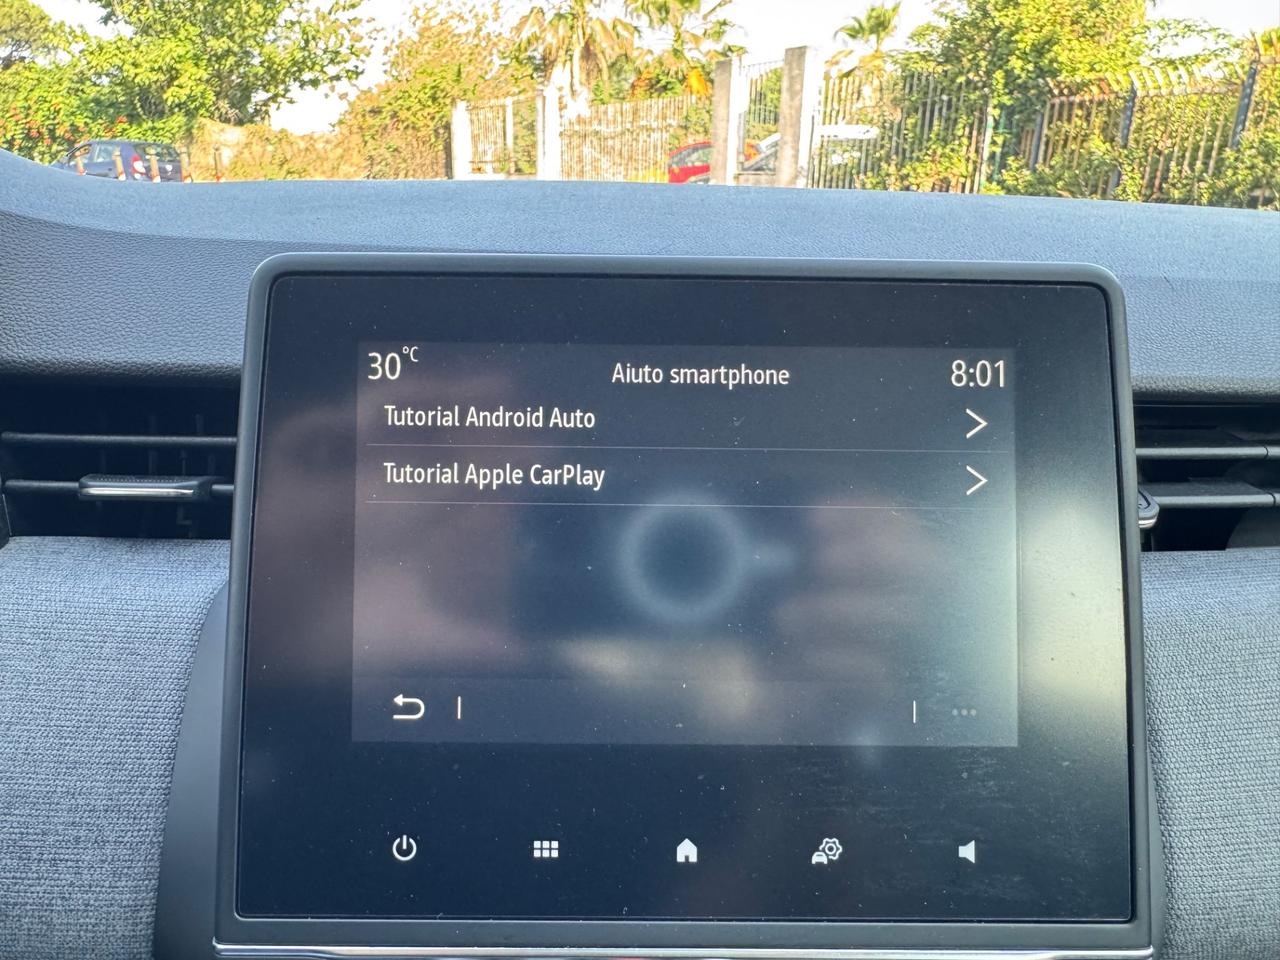 30°C Aiuto smartphone 8:01
Tutorial Android Auto
Tutorial Apple CarPlay